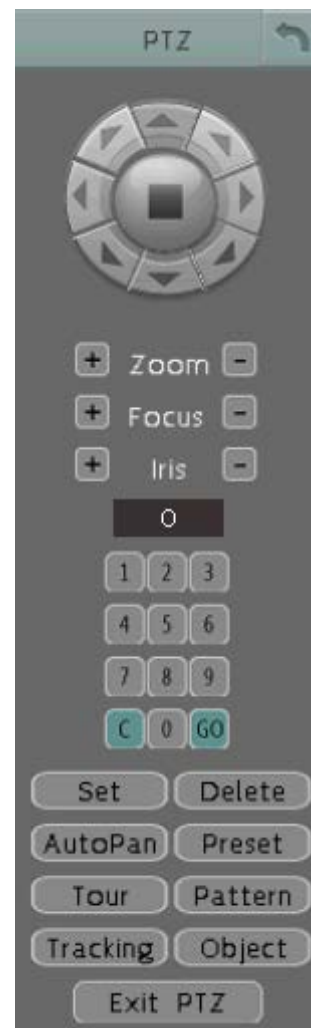 PTZ
+ Zoom -
+ Focus -
+ Iris -
0
1 2 3
4 5 6
7 8 9
C 0 GO
Set Delete
AutoPan Preset
Tour Pattern
Tracking Object
Exit PTZ